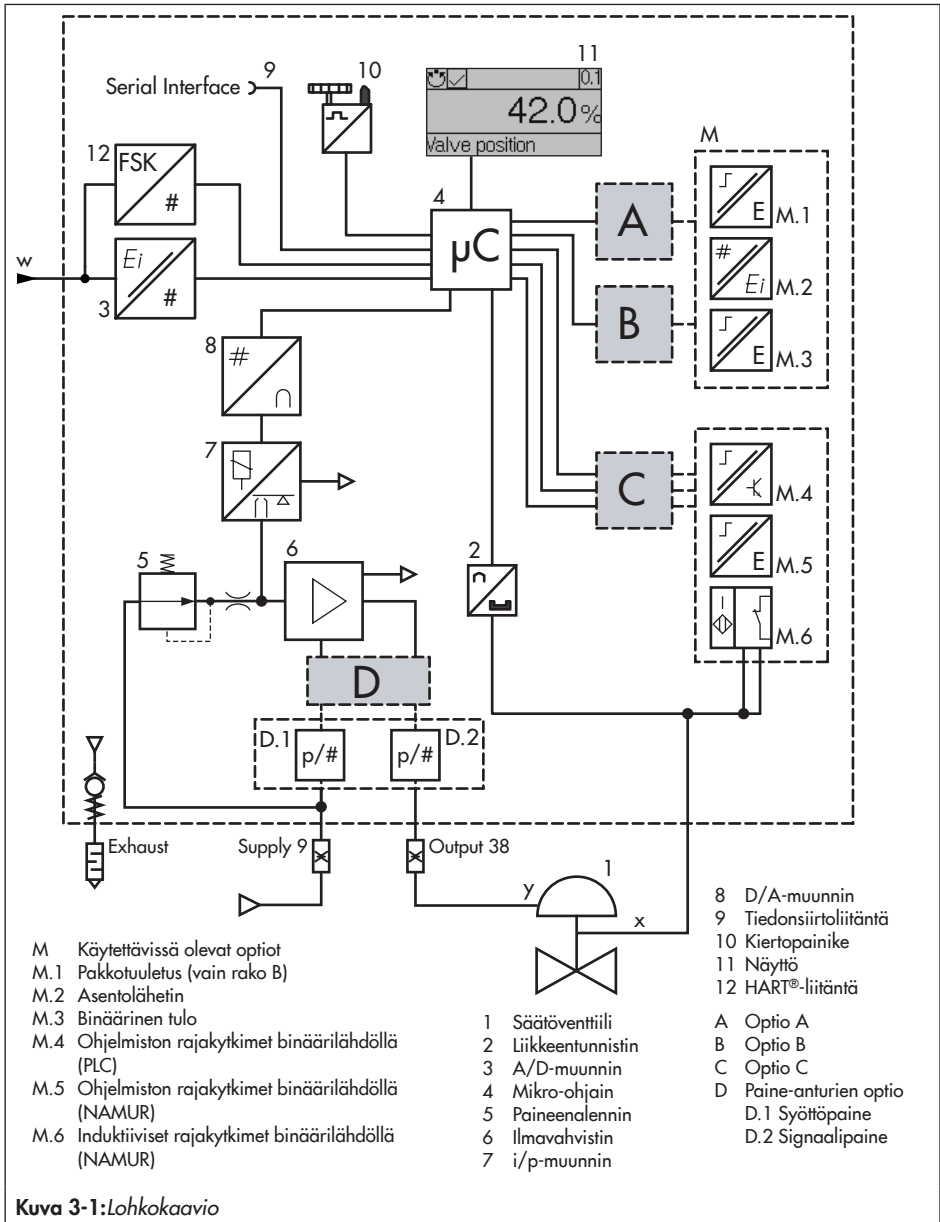 11
9
10
Serial Interface
0.1
42.0%
Valve position
M
12
FSK
#
4
µC
A
E
M.1
w
Ei
3
#
#
Ei
M.2
B
E
M.3
8
#
7
C
M.4
5
6
2
E
M.5
M.6
D
D.1
p/#
p/#
D.2
Exhaust
Supply 9
Output 38
1
y
x
M Käytettävissä olevat optiot
M.1 Pakkotuuletus (vain rako B)
M.2 Asentolähetin
M.3 Binäärinen tulo
M.4 Ohjelmiston rajakytkimet binäärilähdöllä
(PLC)
M.5 Ohjelmiston rajakytkimet binäärilähdöllä
(NAMUR)
M.6 Induktiiviset rajakytkimet binäärilähdöllä
(NAMUR)
1 Säätöventtiili
2 Liikkeentunnistin
3 A/D-muunnin
4 Mikro-ohjain
5 Paineenalennin
6 Ilmavahvistin
7 i/p-muunnin
8 D/A-muunnin
9 Tiedonsiirtoliitäntä
10 Kiertopainike
11 Näyttö
12 HART®-liitäntä
A Optio A
B Optio B
C Optio C
D Paine-anturien optio
D.1 Syöttöpaine
D.2 Signaalipaine
Kuva 3-1:Lohkokaavio